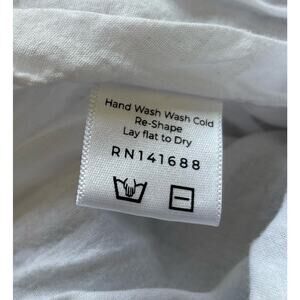 Hand Wash Wash Cold
Re-Shape
Lay flat to Dry
RN141688